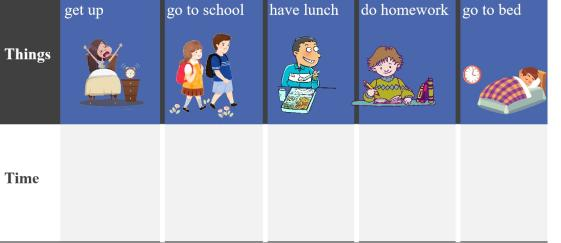 get up
go to school
have lunch
do homework
go to bed
Things
Time